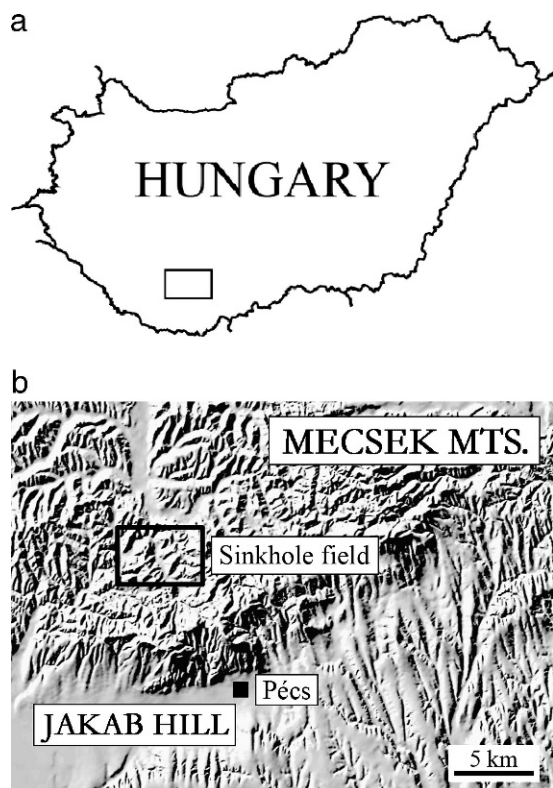 a
HUNGARY
b
MECSEK MTS.
Sinkhole field
Pécs
JAKAB HILL
5 km